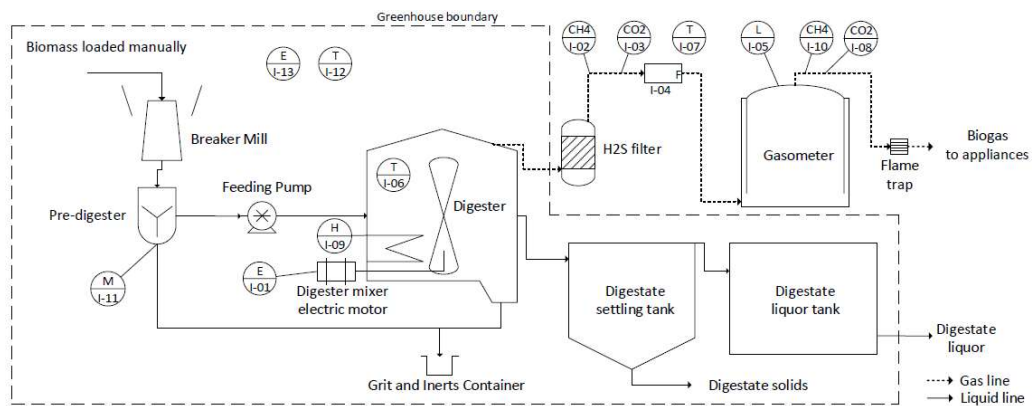 Greenhouse boundary
Biomass loaded manually
E
I-13
T
I-12
CH4
I-02
CO2
I-03
T
I-07
L
I-05
CH4
I-10
CO2
I-08
F
I-04
Breaker Mill
H2S filter
Gasometer
Flame
trap
Biogas
to appliances
Pre-digester
Feeding Pump
T
I-06
Digester
H
I-09
E
I-01
M
I-11
Digester mixer
electric motor
Digestate
settling tank
Digestate
liquor tank
Digestate
liquor
Grit and Inerts Container
Digestate solids
Gas line
Liquid line